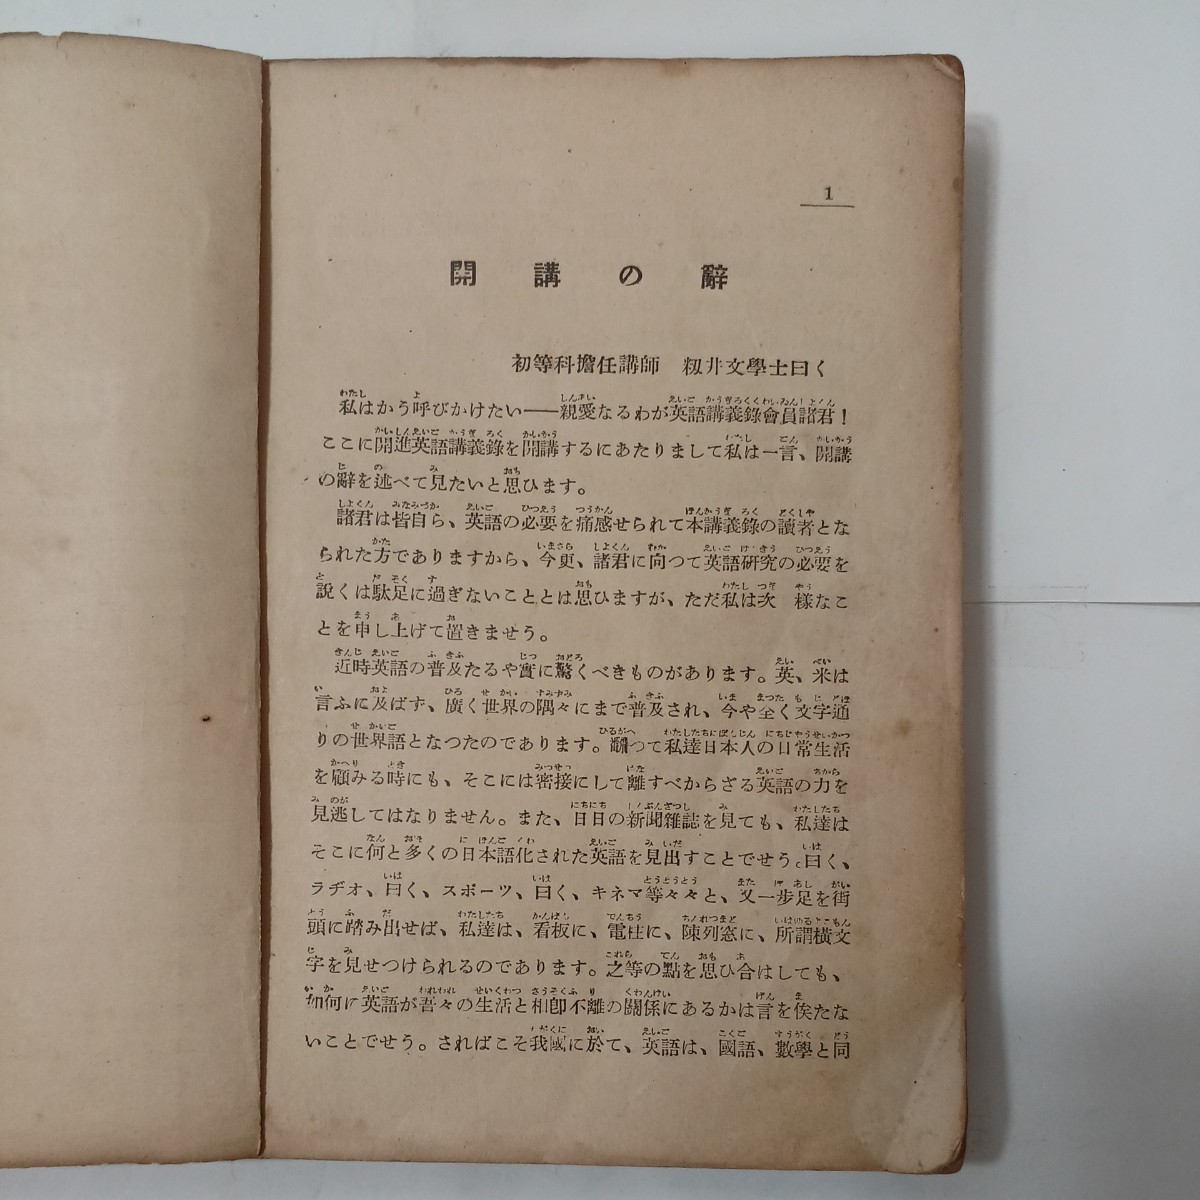 1
開講の辭
初等科擔任講師　籾井文學士曰く
私はかう呼びかけたい――親愛なるわが英語講義錄會員諸君！
ここに開進英語講義錄を開講するにあたりまして私は一言、開講
の辭を述べて見たいと思ひます。
諸君は皆自ら、英語の必要を痛感せられて本講義錄の讀者とな
られた方でありますから、今更、諸君に向つて英語研究の必要を
說くは駄足に過ぎないこととは思ひますが、ただ私は次　樣なこ
とを申し上げて置きませう。
近時英語の普及たるや實に驚くべきものがあります。英、米は
言ふに及ばず、廣く世界の隅々にまで普及され、今や全く文字通
りの世界語となつたのであります。飜つて私達日本人の日常生活
を顧みる時にも、そこには密接にして離すべからざる英語の力を
見逃してはなりません。また、日日の新聞雜誌を見ても、私達は
そこに何と多くの日本語化された英語を見出すことでせう。曰く、
ラヂオ、曰く、スポーツ、曰く、キネマ等々々と、又一步足を街
頭に踏み出せば、私達は、看板に、電柱に、陳列窓に、所謂橫文
字を見せつけられるのであります。之等の點を思ひ合はしても、
如何に英語が吾々の生活と相卽不離の關係にあるかは言を俟たな
いことでせう。さればこそ我國に於て、英語は、國語、數學と同